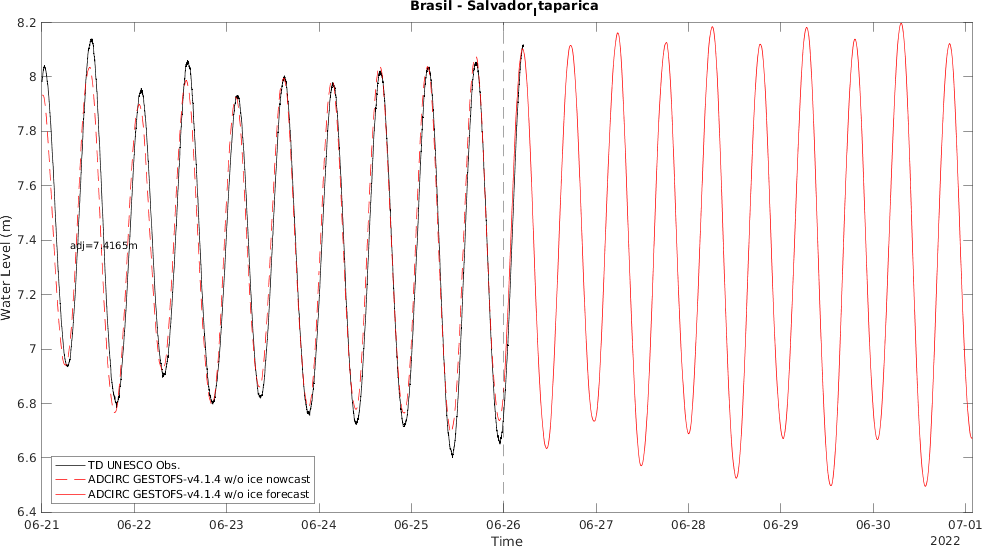 Brasil - Salvador_Itaparica
8.2
8
7.8
7.6
7.4
7.2
7
6.8
6.6
6.4
Water Level (m)
adj=7.4165m
TD UNESCO Obs.
ADCIRC GESTOFS-v4.1.4 w/o ice nowcast
ADCIRC GESTOFS-v4.1.4 w/o ice forecast
06-21 06-22 06-23 06-24 06-25 06-26 06-27 06-28 06-29 06-30 07-01
Time
2022